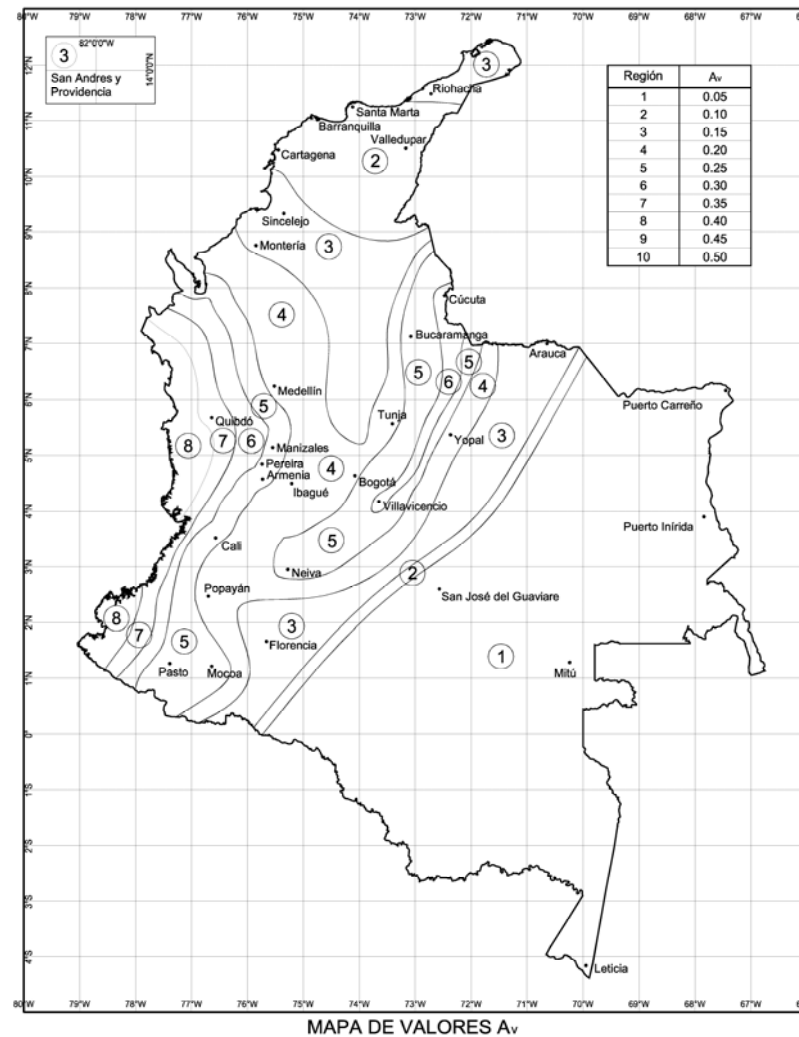 82°0'0"W
14°0'0"N
3
San Andres y
Providencia
Región Av
1 0.05
2 0.10
3 0.15
4 0.20
5 0.25
6 0.30
7 0.35
8 0.40
9 0.45
10 0.50
12°N
11°N
10°N
9°N
8°N
7°N
6°N
5°N
4°N
3°N
2°N
1°N
0°
1°S
2°S
3°S
4°S
3
Riohacha
Santa Marta
Barranquilla
Valledupar
Cartagena
2
Sincelejo
Montería
3
Cúcuta
4
Bucaramanga
Arauca
5
5
6
4
Medellín
Puerto Carreño
5
Tunja
Quibdó
Yopal
3
8
7
6
Manizales
Pereira
4
Armenia
Bogotá
Ibagué
Villavicencio
Puerto Inírida
5
Cali
Neiva
2
Popayán
San José del Guaviare
8
7
5
3
Florencia
1
Pasto
Mocoa
Mitú
Leticia
80°W 79°W 78°W 77°W 76°W 75°W 74°W 73°W 72°W 71°W 70°W 69°W 68°W 67°W 66°W
MAPA DE VALORES Av